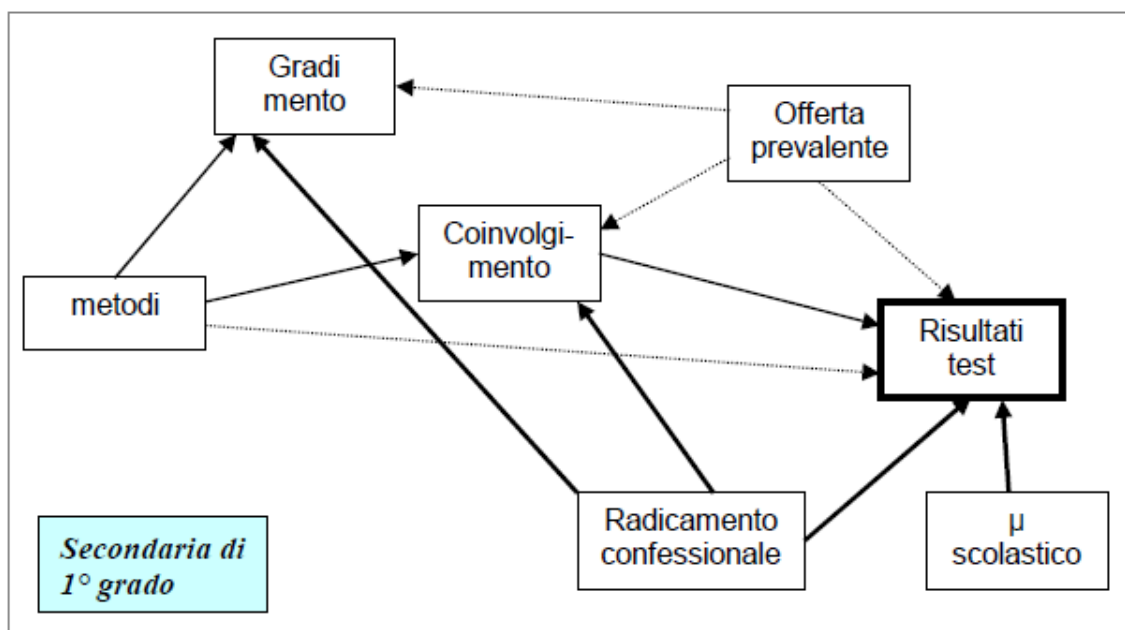 Gradi
mento
Offerta
prevalente
Coinvolgi-
mento
metodi
Risultati
test
Radicamento
confessionale
µ
scolastico
Secondaria di
1° grado